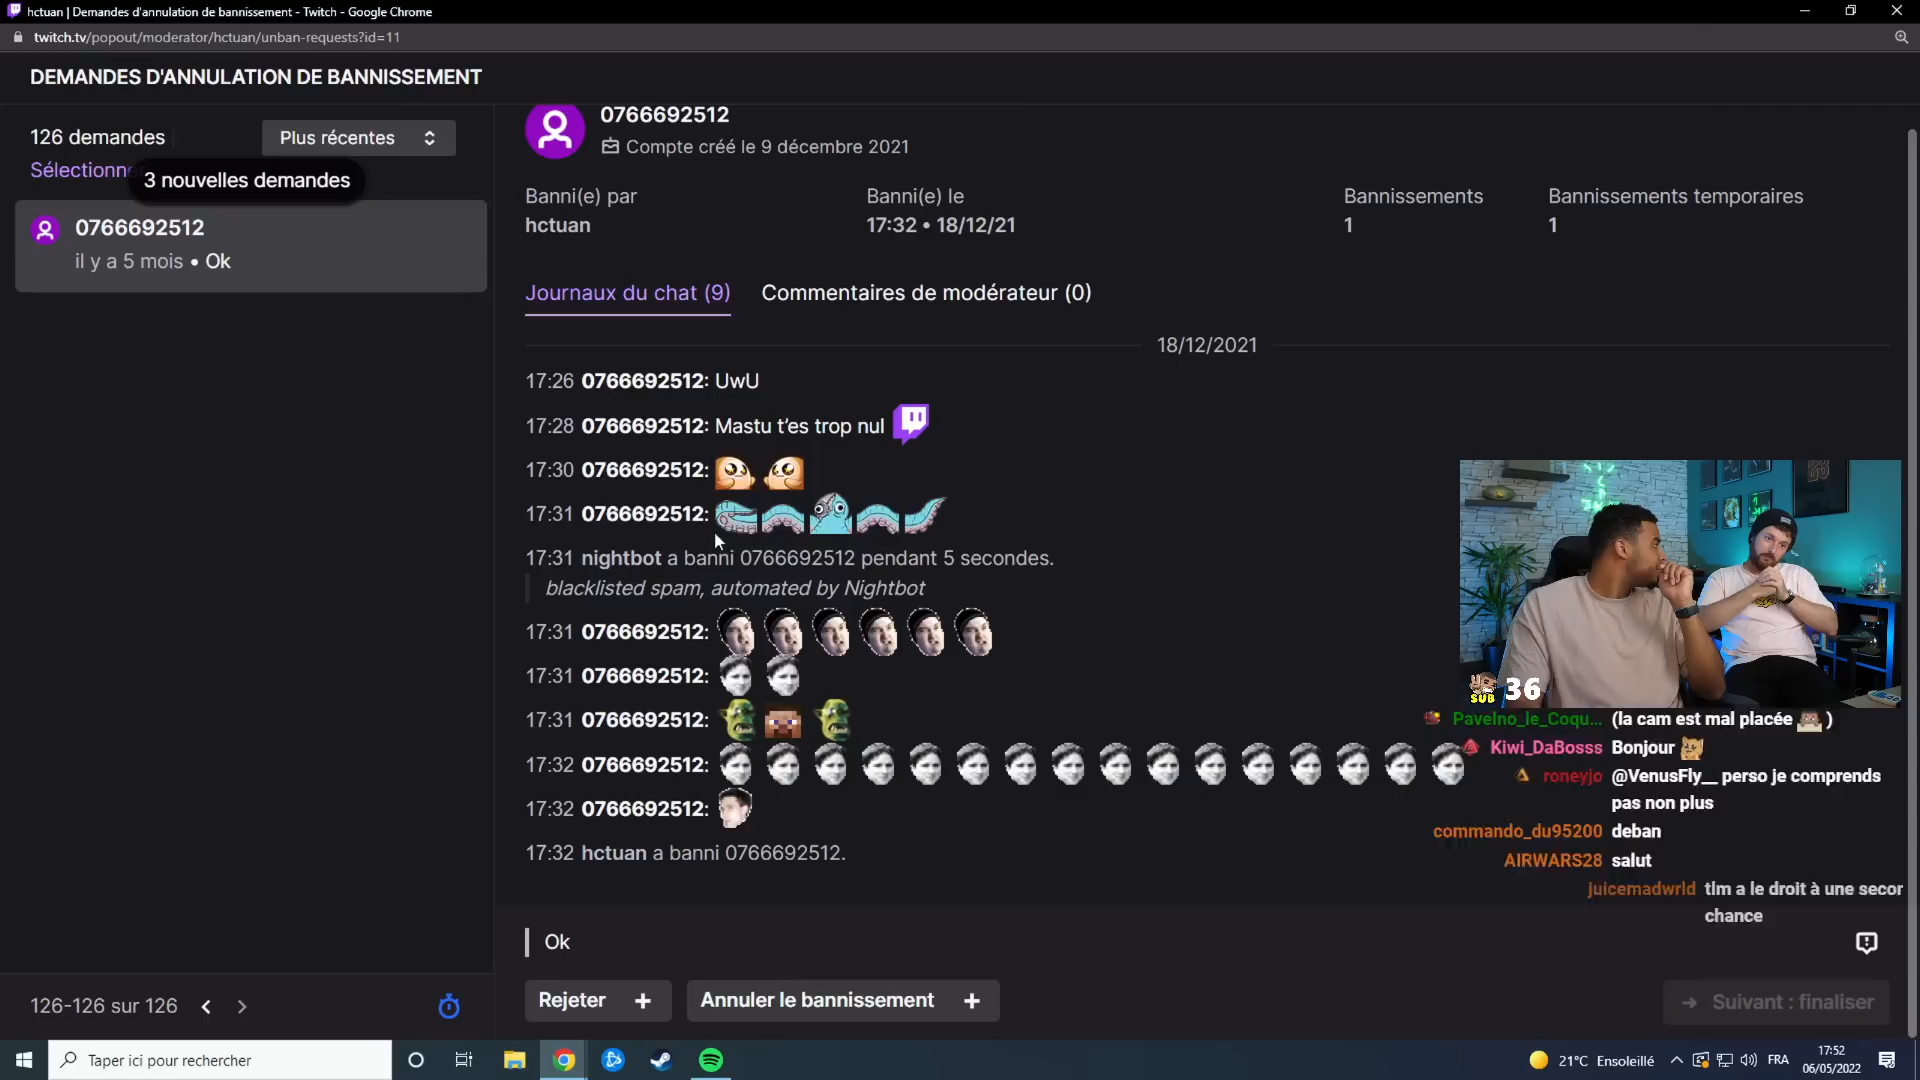 hctuan | Demandes d'annulation de bannissement - Twitch - Google Chrome
twitch.tv/popout/moderator/hctuan/unban-requests?id=11
DEMANDES D'ANNULATION DE BANNISSEMENT
126 demandes
Plus récentes
Sélectionne
3 nouvelles demandes
0766692512
il y a 5 mois • Ok
0766692512
Compte créé le 9 décembre 2021
Banni(e) par
hctuan
Banni(e) le
17:32 • 18/12/21
Bannissements
1
Bannissements temporaires
1
Journaux du chat (9)
Commentaires de modérateur (0)
18/12/2021
17:26 0766692512: UwU
17:28 0766692512: Mastu t'es trop nul
17:30 0766692512:
17:31 0766692512:
17:31 nightbot a banni 0766692512 pendant 5 secondes.
blacklisted spam, automated by Nightbot
17:31 0766692512:
17:31 0766692512:
17:31 0766692512:
17:32 0766692512:
17:32 0766692512:
17:32 hctuan a banni 0766692512.
SUB 36
Pavelno_le_Coqu... (la cam est mal placée )
Kiwi_DaBosss Bonjour
roneyjo @VenusFly__ perso je comprends
pas non plus
commando_du95200 deban
AIRWARS28 salut
juicemadwrld tlm a le droit à une secor
chance
Ok
Rejeter +
Annuler le bannissement +
Suivant : finaliser
126-126 sur 126
Taper ici pour rechercher
21°C Ensoleillé
FRA
17:52
06/05/2022